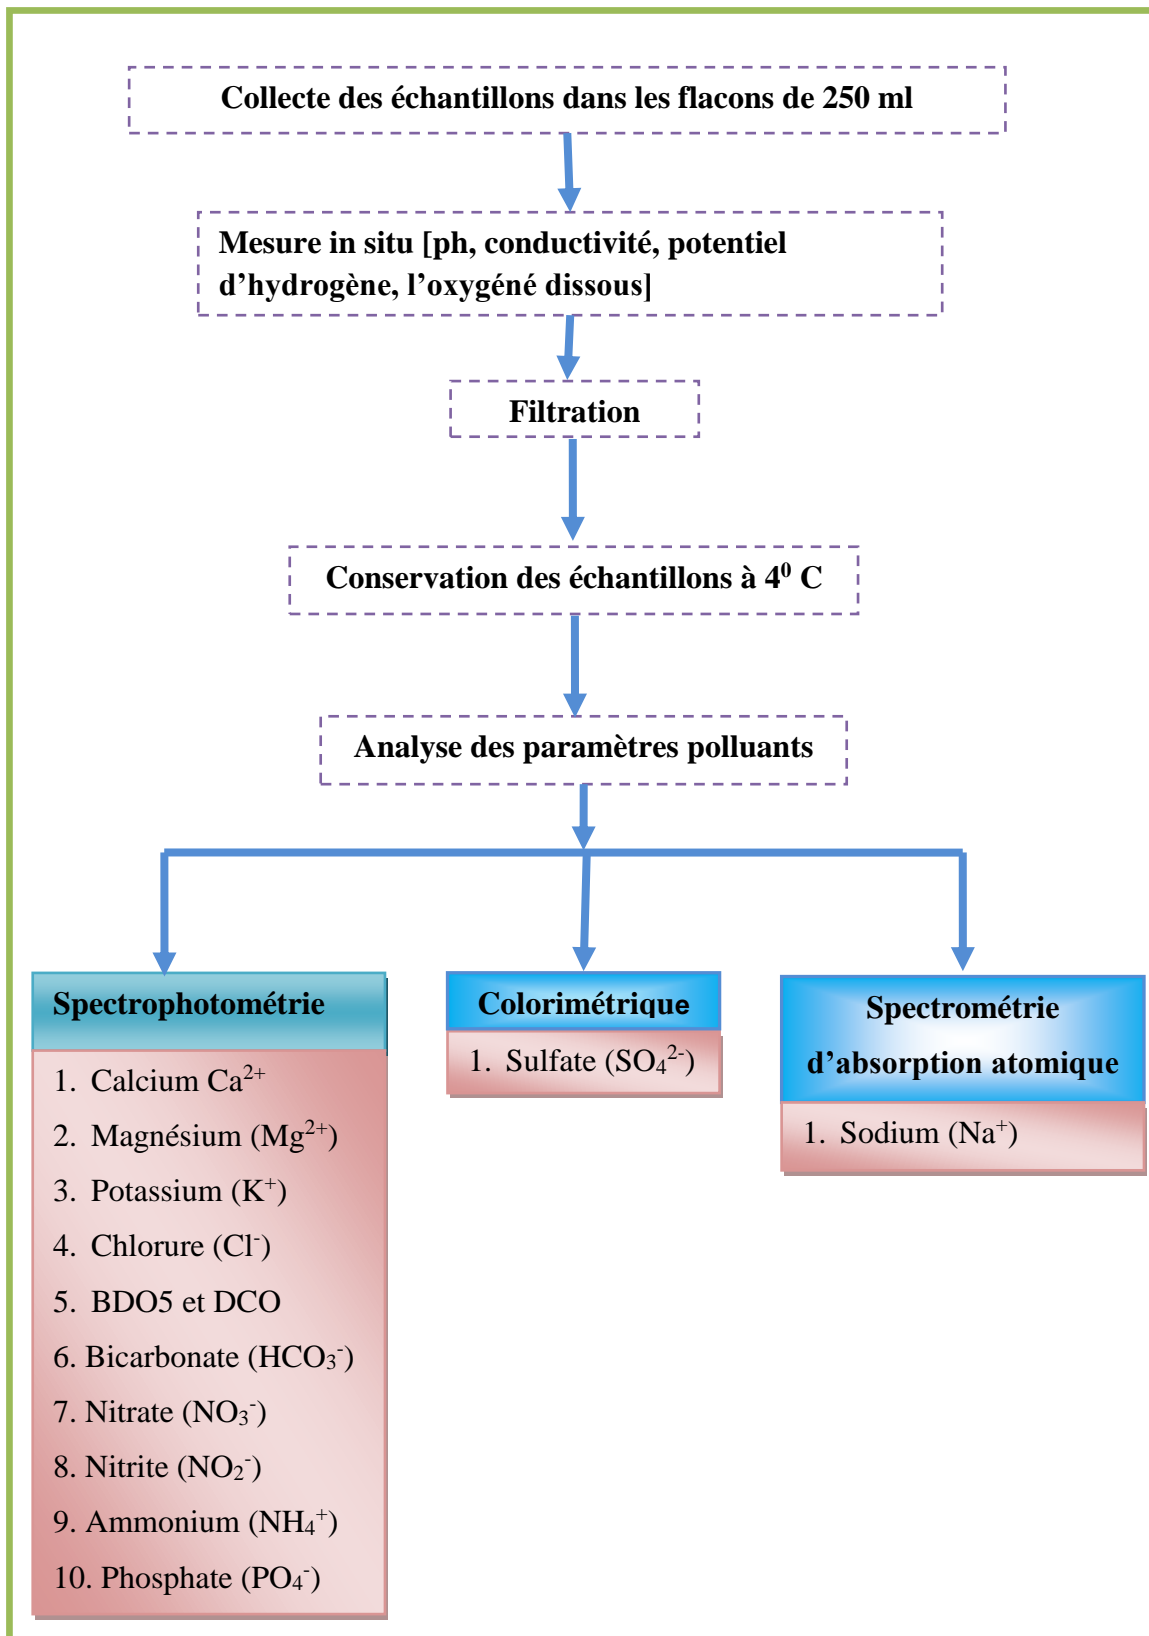 Collecte des échantillons dans les flacons de 250 ml
Mesure in situ [ph, conductivité, potentiel
d’hydrogène, l’oxygéné dissous]
Filtration
Conservation des échantillons à 4⁰ C
Analyse des paramètres polluants
Spectrophotométrie
1. Calcium Ca²⁺
2. Magnésium (Mg²⁺)
3. Potassium (K⁺)
4. Chlorure (Cl⁻)
5. BDO5 et DCO
6. Bicarbonate (HCO₃⁻)
7. Nitrate (NO₃⁻)
8. Nitrite (NO₂⁻)
9. Ammonium (NH₄⁺)
10. Phosphate (PO₄⁻)
Colorimétrique
1. Sulfate (SO₄²⁻)
Spectrométrie
d’absorption atomique
1. Sodium (Na⁺)